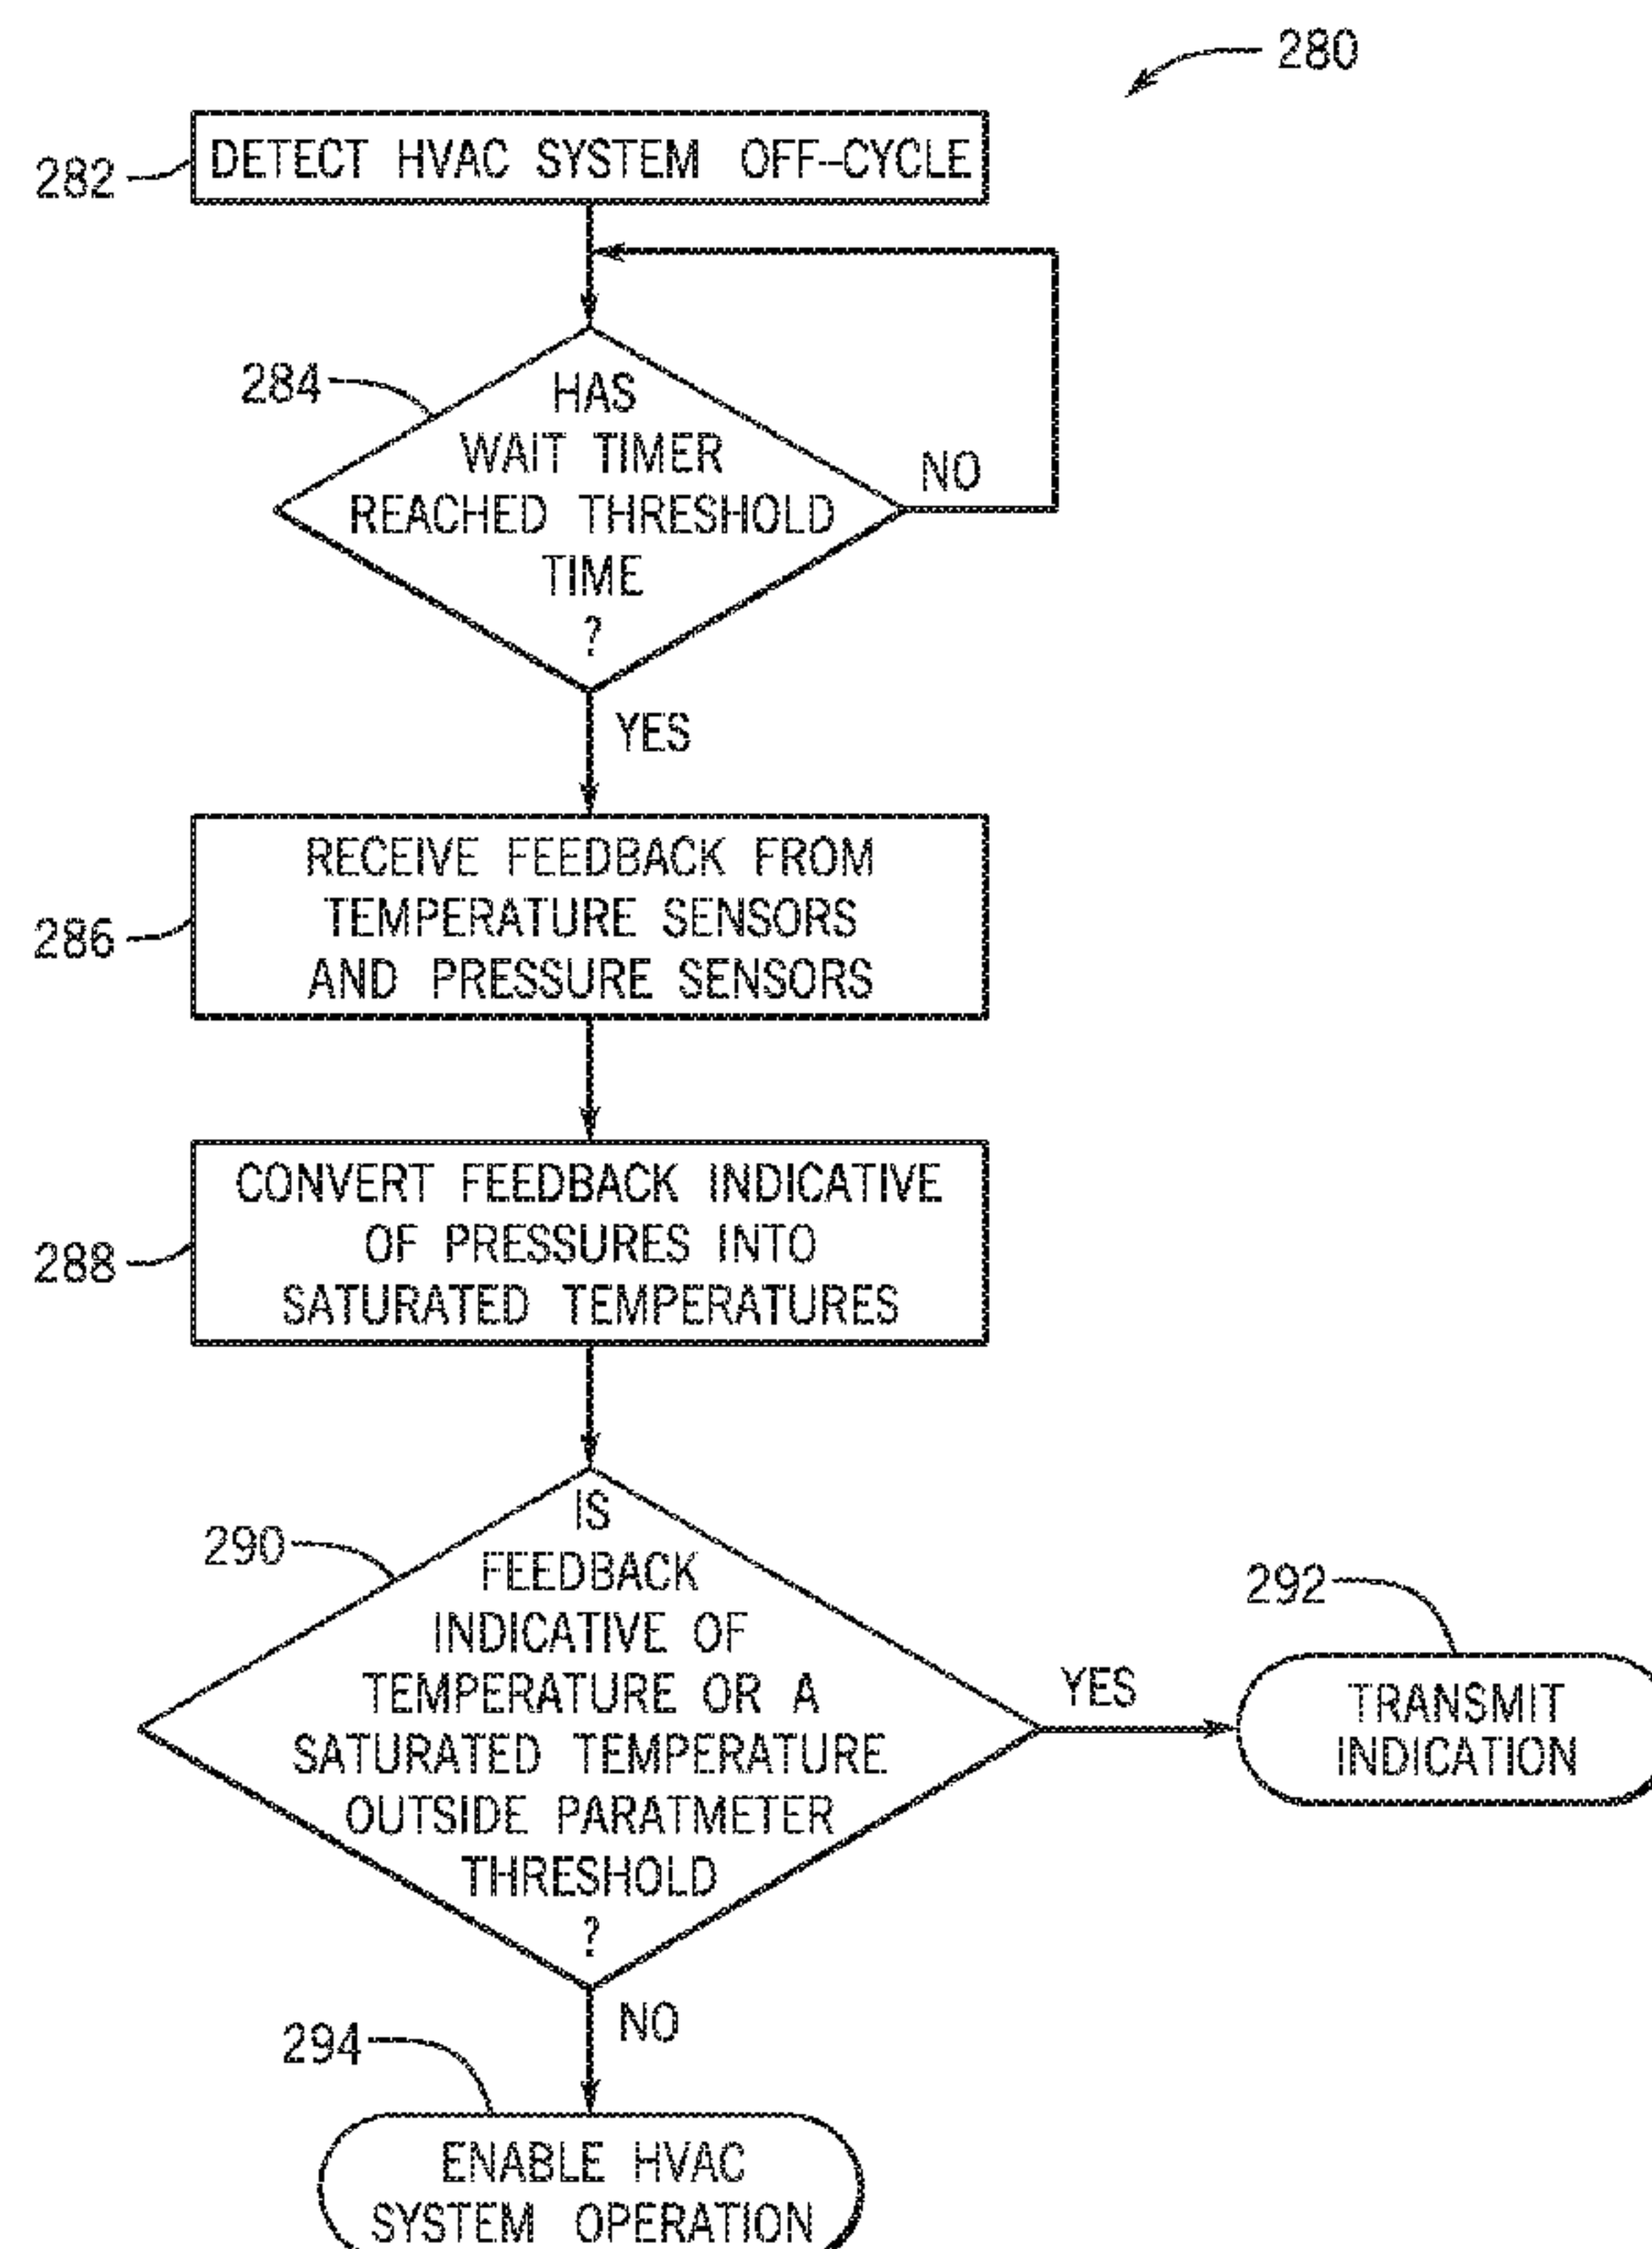 280
282
DETECT HVAC SYSTEM OFF--CYCLE
284
HAS
WAIT TIMER
REACHED THRESHOLD
TIME
?
NO
YES
286
RECEIVE FEEDBACK FROM
TEMPERATURE SENSORS
AND PRESSURE SENSORS
288
CONVERT FEEDBACK INDICATIVE
OF PRESSURES INTO
SATURATED TEMPERATURES
290
IS
FEEDBACK
INDICATIVE OF
TEMPERATURE OR A
SATURATED TEMPERATURE
OUTSIDE PARATMETER
THRESHOLD
?
YES
292
TRANSMIT
INDICATION
NO
294
ENABLE HVAC
SYSTEM OPERATION